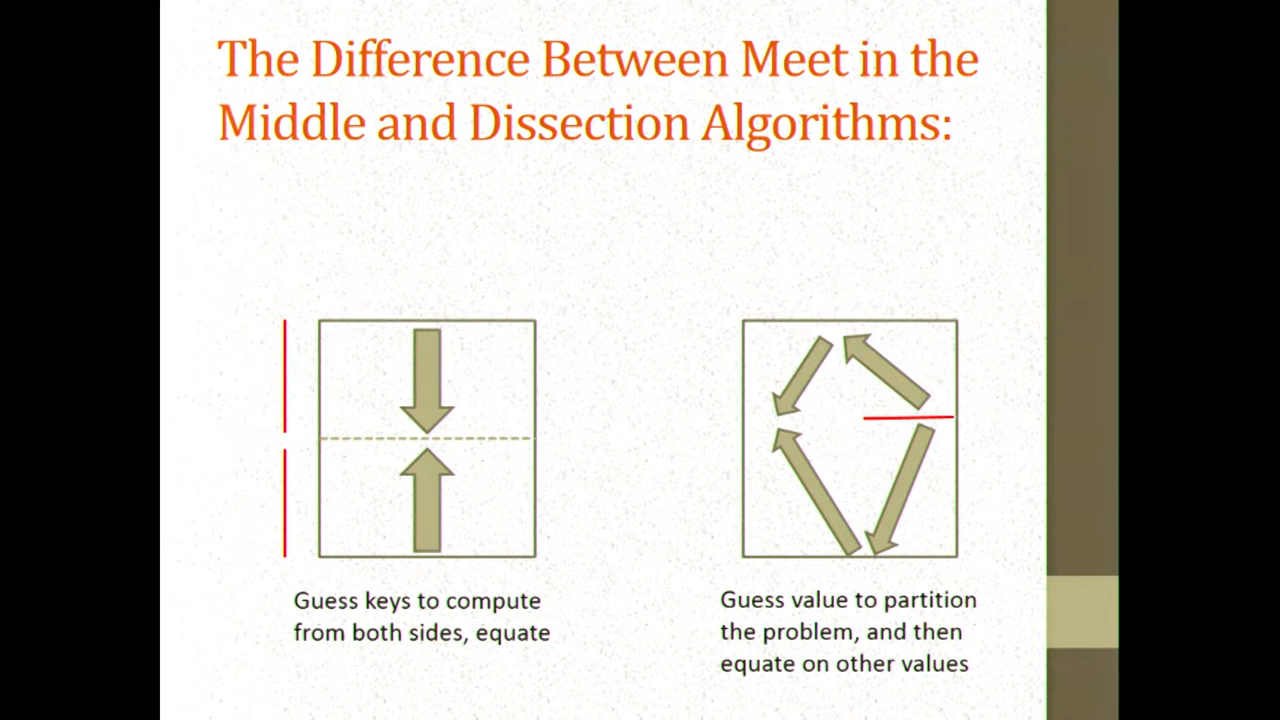 The Difference Between Meet in the
Middle and Dissection Algorithms:
Guess keys to compute
from both sides, equate
Guess value to partition
the problem, and then
equate on other values